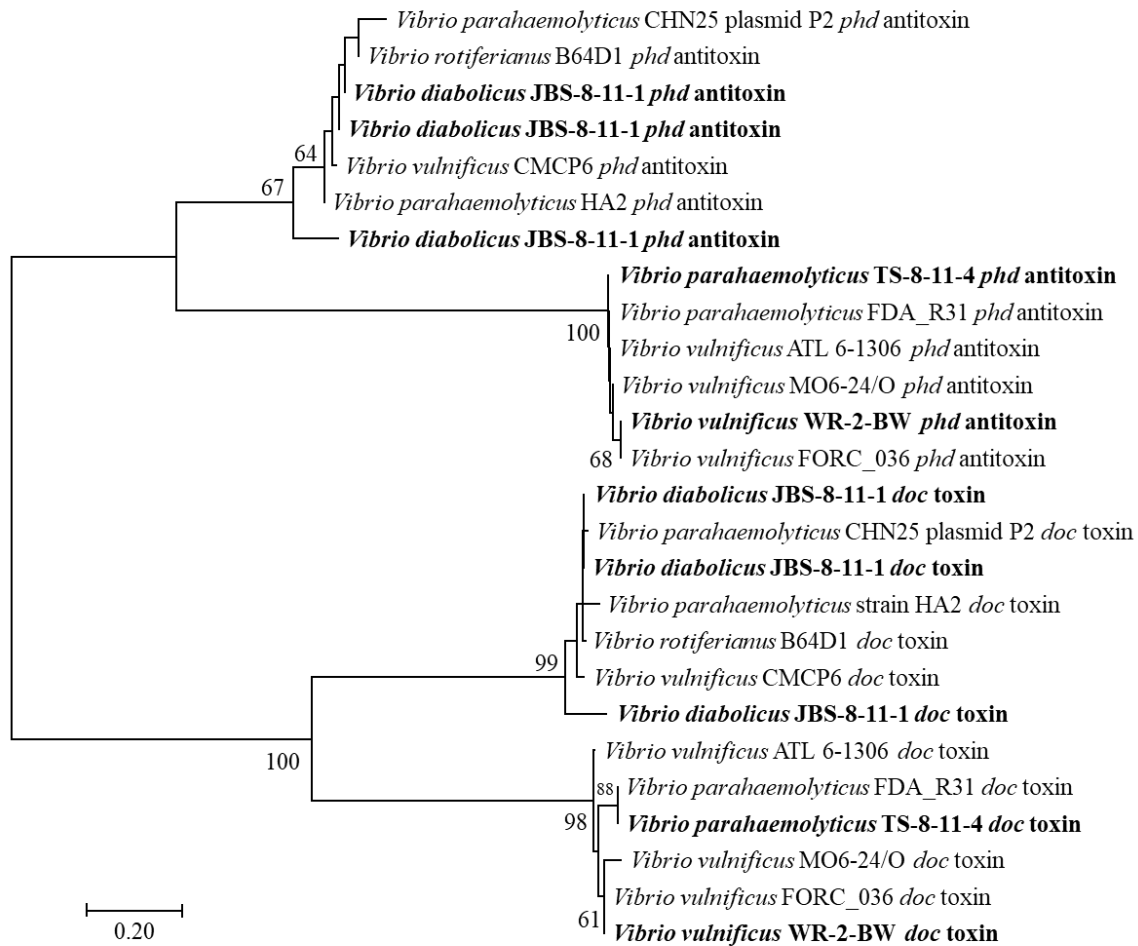 Vibrio parahaemolyticus CHN25 plasmid P2 phd antitoxin
Vibrio rotiferianus B64D1 phd antitoxin
Vibrio diabolicus JBS-8-11-1 phd antitoxin
Vibrio diabolicus JBS-8-11-1 phd antitoxin
64
Vibrio vulnificus CMCP6 phd antitoxin
67
Vibrio parahaemolyticus HA2 phd antitoxin
Vibrio diabolicus JBS-8-11-1 phd antitoxin
Vibrio parahaemolyticus TS-8-11-4 phd antitoxin
Vibrio parahaemolyticus FDA_R31 phd antitoxin
100
Vibrio vulnificus ATL 6-1306 phd antitoxin
Vibrio vulnificus MO6-24/O phd antitoxin
Vibrio vulnificus WR-2-BW phd antitoxin
68
Vibrio vulnificus FORC_036 phd antitoxin
Vibrio diabolicus JBS-8-11-1 doc toxin
Vibrio parahaemolyticus CHN25 plasmid P2 doc toxin
Vibrio diabolicus JBS-8-11-1 doc toxin
Vibrio parahaemolyticus strain HA2 doc toxin
Vibrio rotiferianus B64D1 doc toxin
99
Vibrio vulnificus CMCP6 doc toxin
Vibrio diabolicus JBS-8-11-1 doc toxin
100
Vibrio vulnificus ATL 6-1306 doc toxin
88
Vibrio parahaemolyticus FDA_R31 doc toxin
98
Vibrio parahaemolyticus TS-8-11-4 doc toxin
Vibrio vulnificus MO6-24/O doc toxin
Vibrio vulnificus FORC_036 doc toxin
61
Vibrio vulnificus WR-2-BW doc toxin
0.20